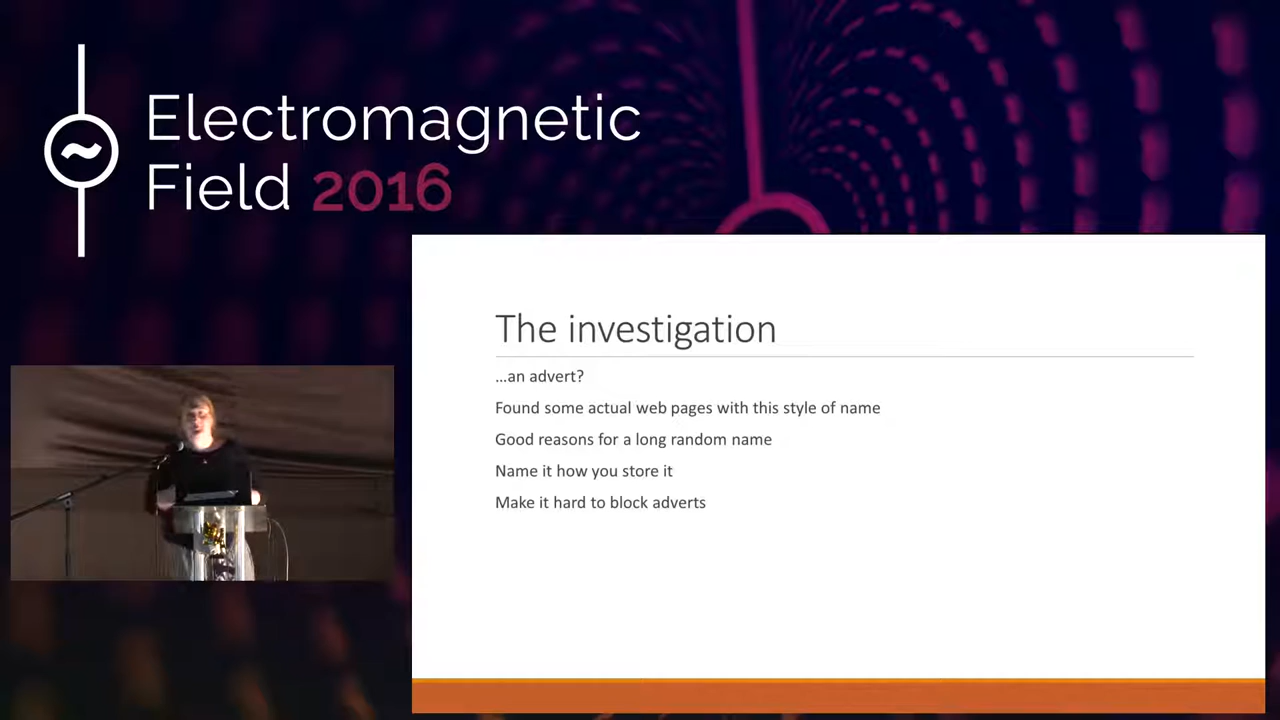 Electromagnetic
Field 2016
The investigation
...an advert?
Found some actual web pages with this style of name
Good reasons for a long random name
Name it how you store it
Make it hard to block adverts